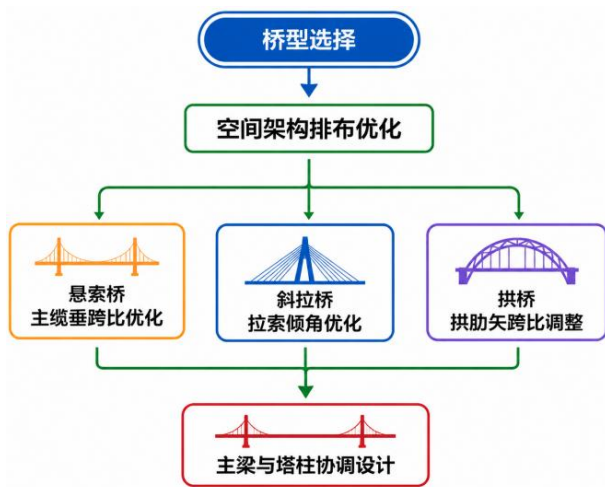 桥型选择
空间架构排布优化
悬索桥
主缆垂跨比优化
斜拉桥
拉索倾角优化
拱桥
拱肋矢跨比调整
主梁与塔柱协调设计